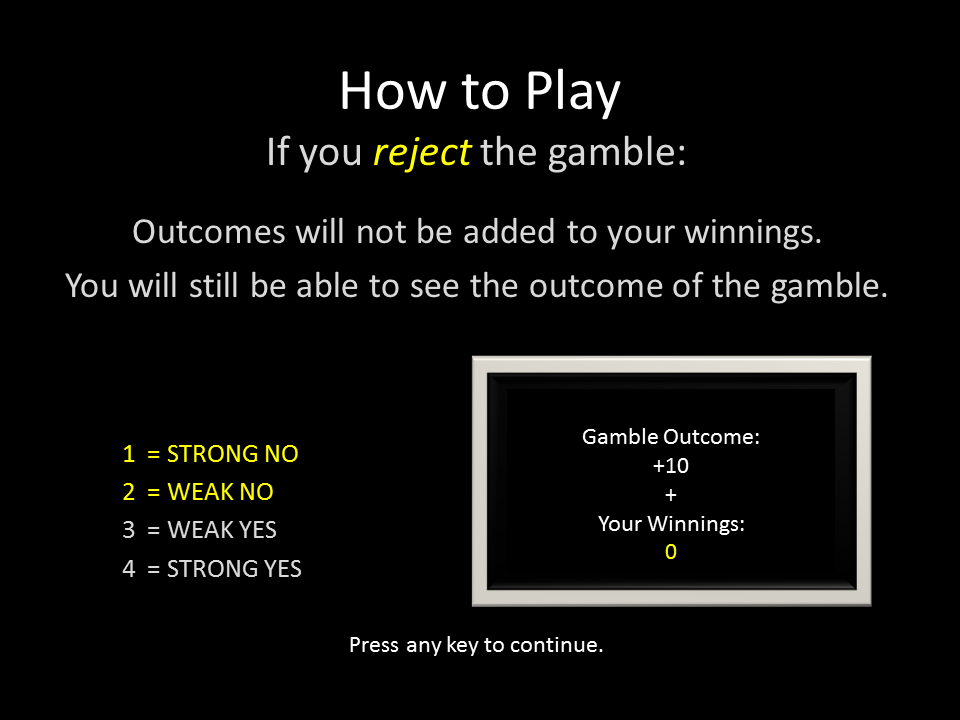 How to Play
If you reject the gamble:
Outcomes will not be added to your winnings.
You will still be able to see the outcome of the gamble.
1 = STRONG NO
2 = WEAK NO
3 = WEAK YES
4 = STRONG YES
Gamble Outcome:
+10
+
Your Winnings:
0
Press any key to continue.